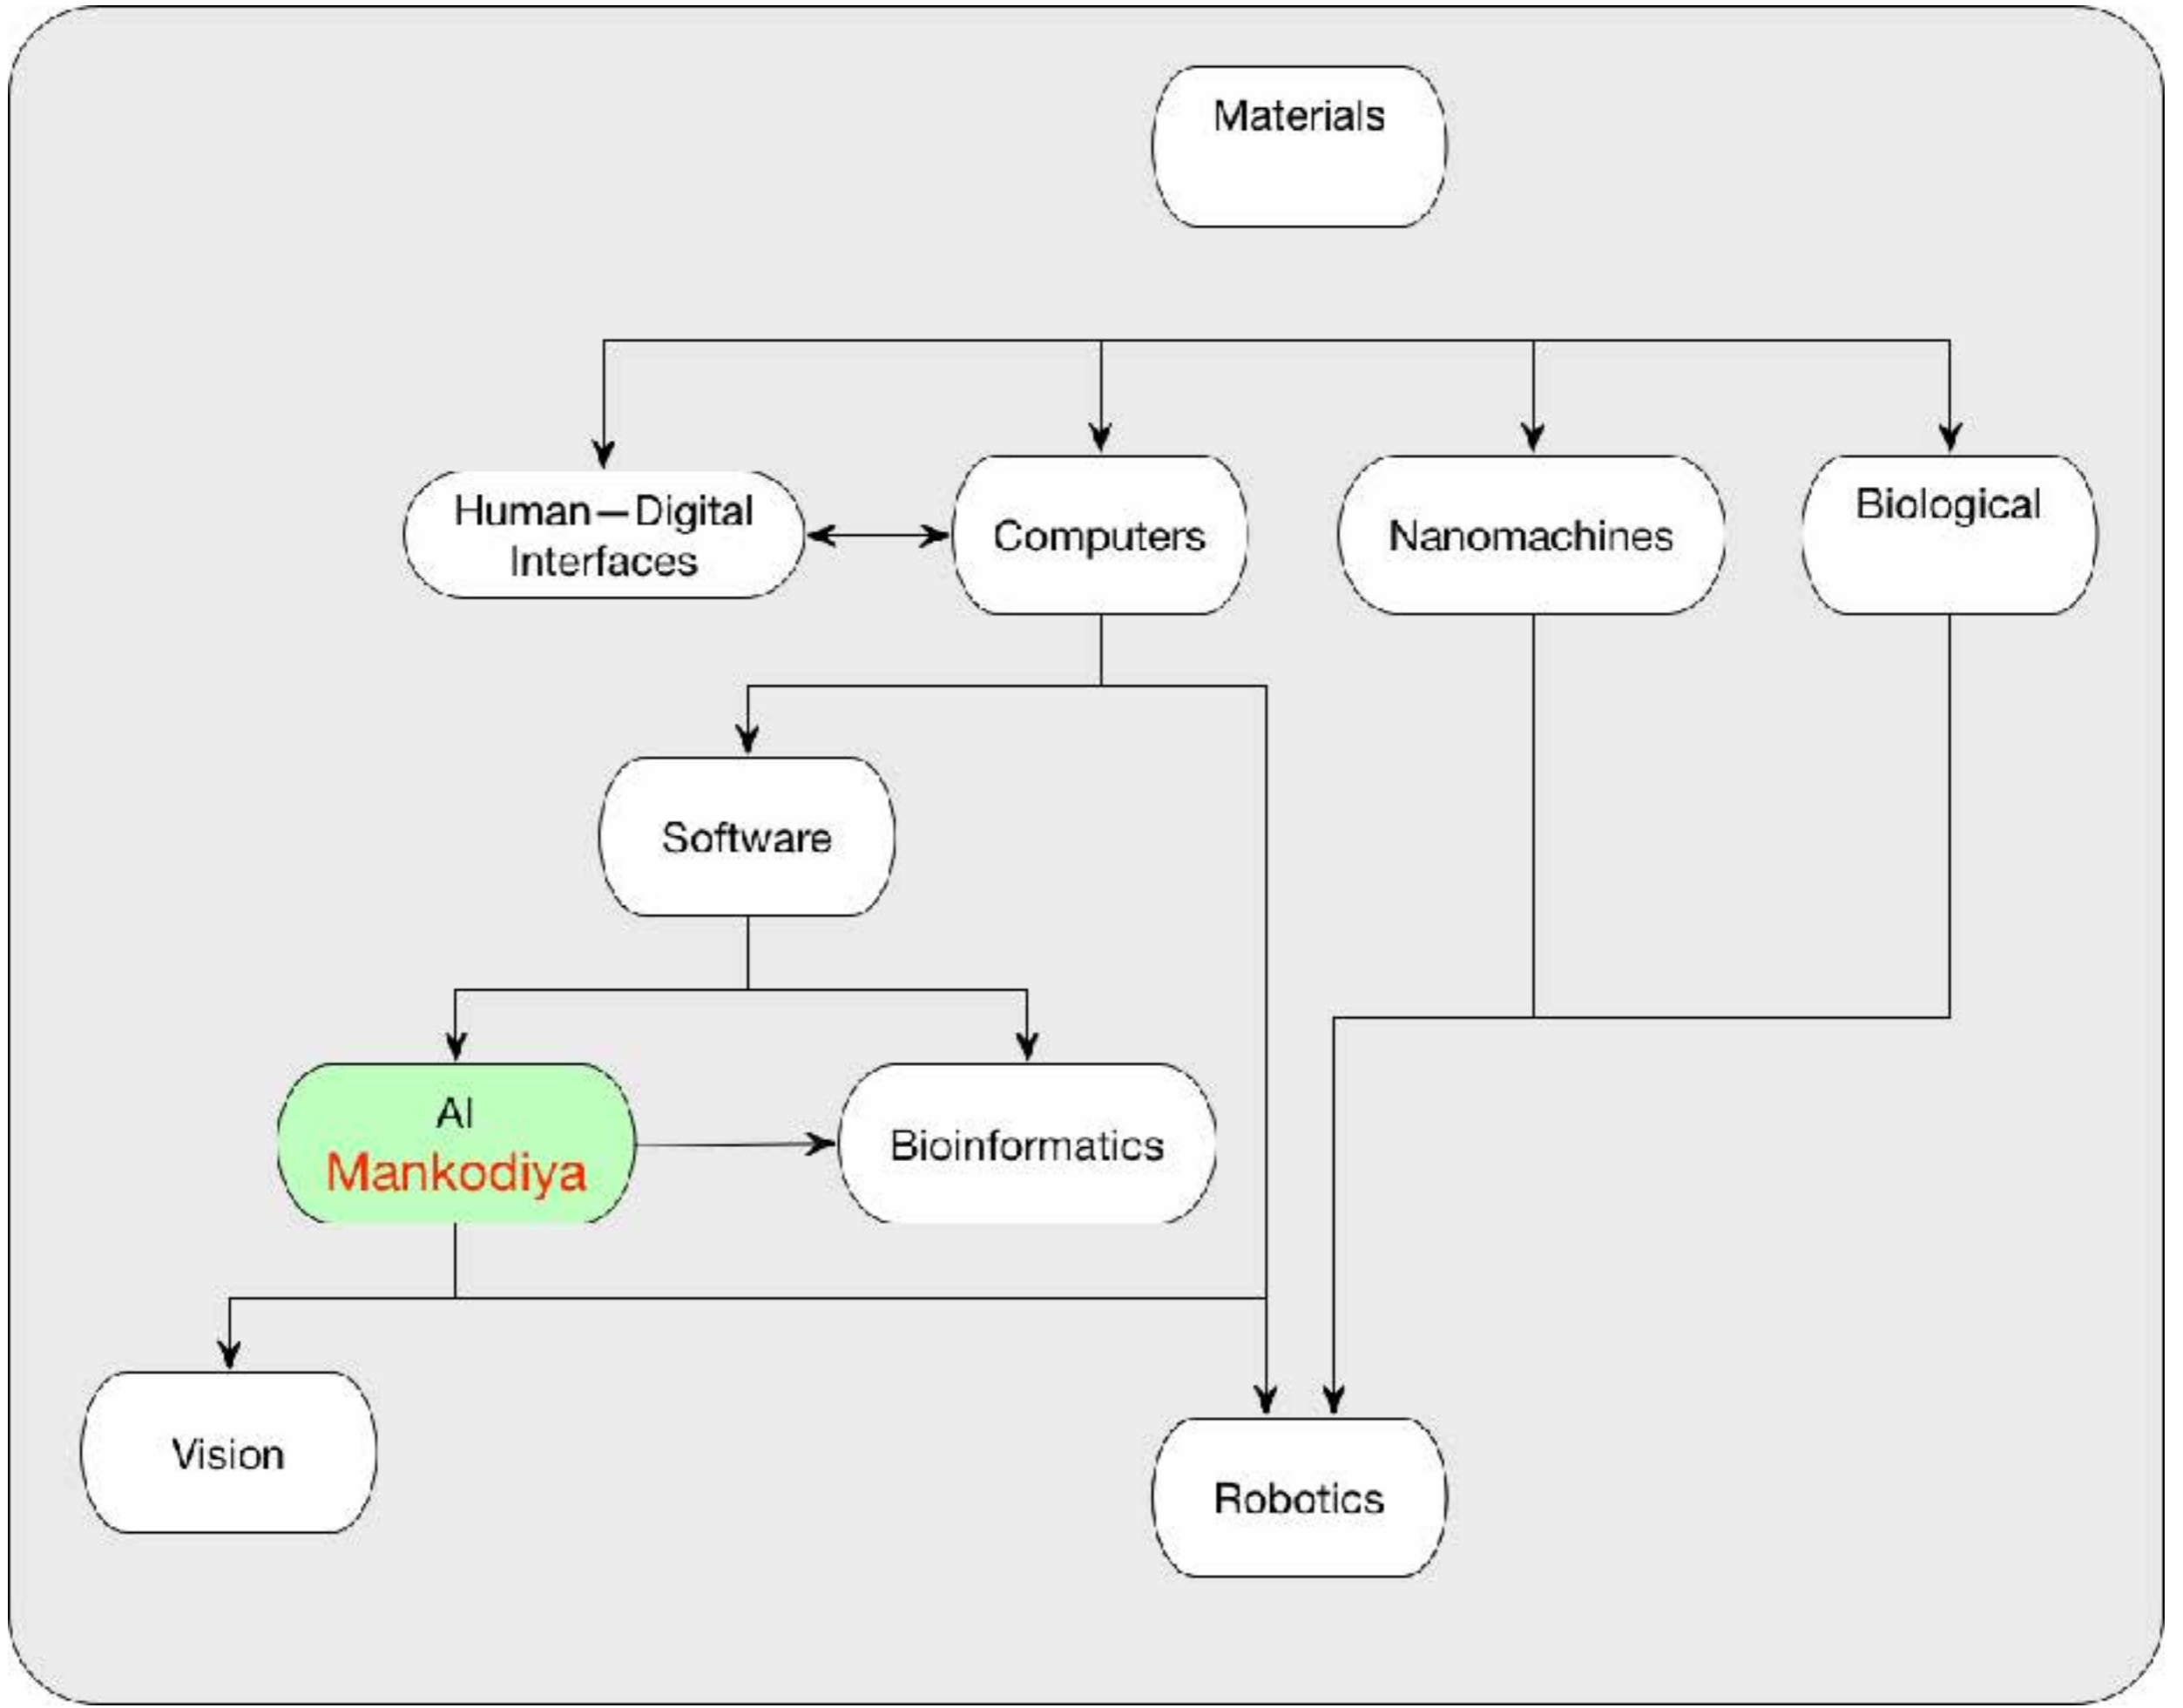 Materials
Human—Digital
Interfaces
Computers
Nanomachines
Biological
Software
AI
Mankodiya
Bioinformatics
Vision
Robotics